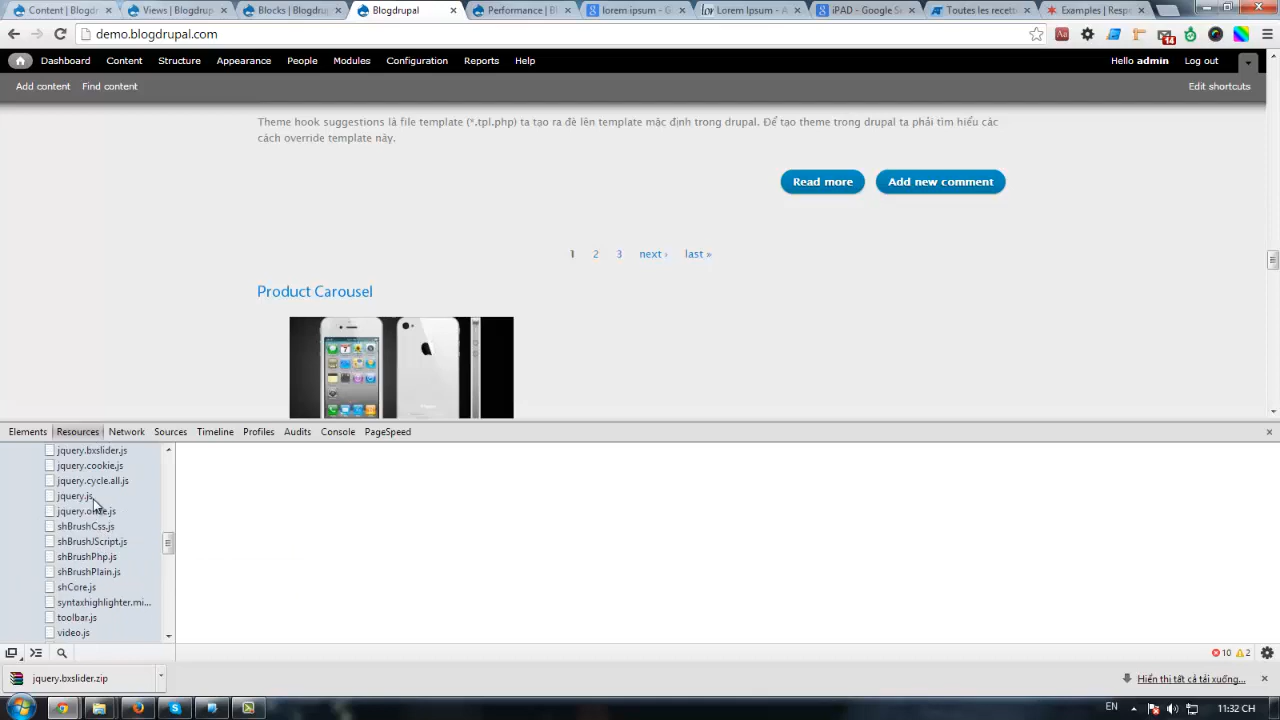 Content | Blogdr
Views | Blogdrup
Blocks | Blogdru
Blogdrupal
Performance | Bl
lorem ipsum - G
Lorem Ipsum - A
iPAD - Google Se
Toutes les recett
Examples | Resp
demo.blogdrupal.com
14
Dashboard Content Structure Appearance People Modules Configuration Reports Help
Hello admin Log out
Add content Find content
Edit shortcuts
Theme hook suggestions là file template (*.tpl.php) ta tạo ra đè lên template mặc định trong drupal. Để tạo theme trong drupal ta phải tìm hiểu các
cách override template này.
Read more Add new comment
1 2 3 next › last »
Product Carousel
Elements Resources Network Sources Timeline Profiles Audits Console PageSpeed
jquery.bxslider.js
jquery.cookie.js
jquery.cycle.all.js
jquery.js
jquery.once.js
shBrushCss.js
shBrushJScript.js
shBrushPhp.js
shBrushPlain.js
shCore.js
syntaxhighlighter.mi...
toolbar.js
video.js
10 2
jquery.bxslider.zip
Hiển thị tất cả tải xuống...
EN
11:32 CH